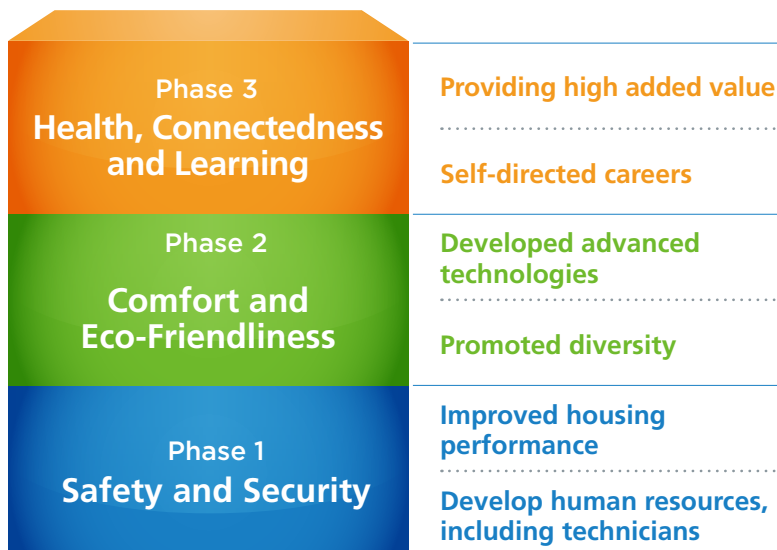 Phase 3
Health, Connectedness
and Learning
Providing high added value
Self-directed careers
Phase 2
Comfort and
Eco-Friendliness
Developed advanced
technologies
Promoted diversity
Phase 1
Safety and Security
Improved housing
performance
Develop human resources,
including technicians